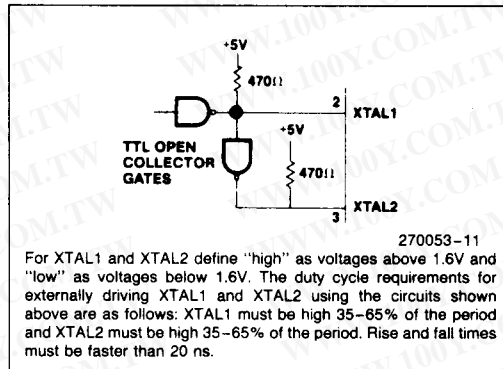 +5V
470Ω
2
XTAL1
TTL OPEN
COLLECTOR
GATES
+5V
470Ω
XTAL2
3
270053-11
For XTAL1 and XTAL2 define "high" as voltages above 1.6V and
"low" as voltages below 1.6V. The duty cycle requirements for
externally driving XTAL1 and XTAL2 using the circuits shown
above are as follows: XTAL1 must be high 35-65% of the period
and XTAL2 must be high 35-65% of the period. Rise and fall times
must be faster than 20 ns.
WWW.100Y.COM.TW